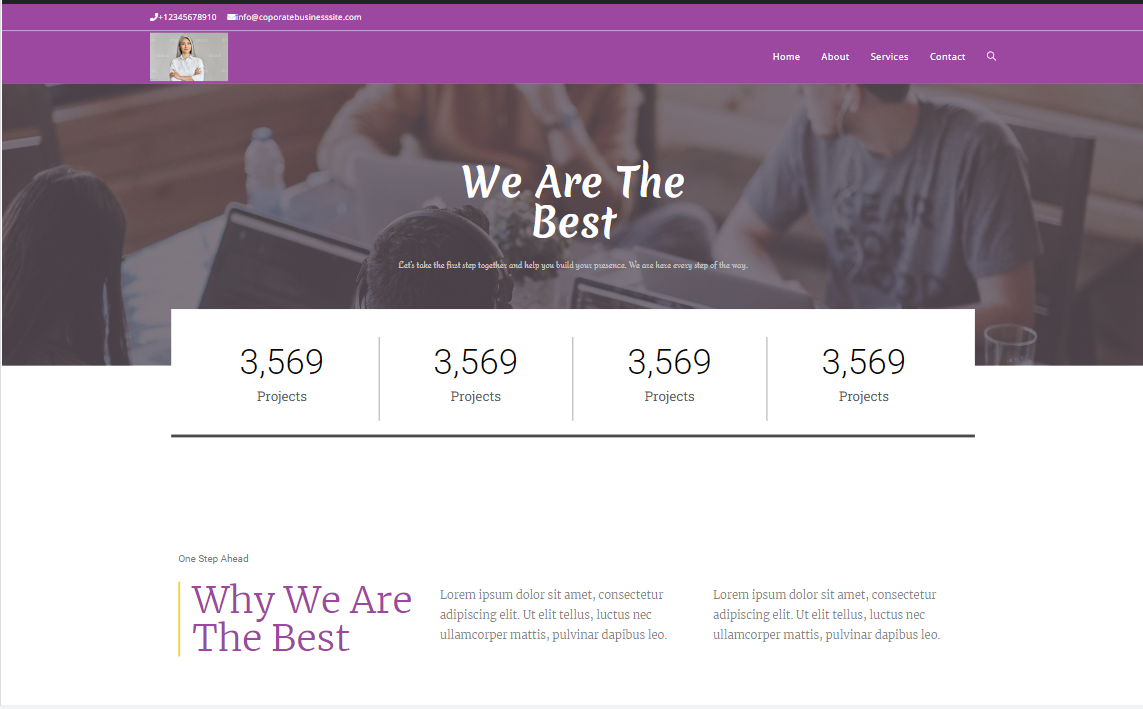 +12345678910 info@coporatebusinesssite.com
Home About Services Contact
We Are The
Best
Let's take the first step together and help you build your presence. We are here every step of the way.
3,569 3,569 3,569 3,569
Projects Projects Projects Projects
One Step Ahead
Why We Are
The Best
Lorem ipsum dolor sit amet, consectetur
adipiscing elit. Ut elit tellus, luctus nec
ullamcorper mattis, pulvinar dapibus leo.
Lorem ipsum dolor sit amet, consectetur
adipiscing elit. Ut elit tellus, luctus nec
ullamcorper mattis, pulvinar dapibus leo.